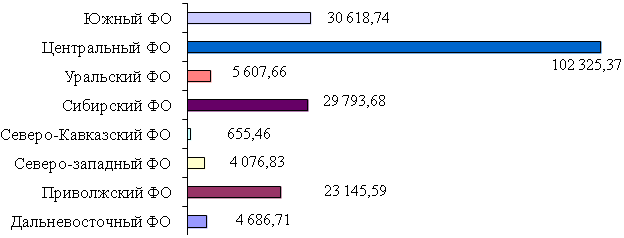 Южный ФО 30 618,74
Центральный ФО 102 325,37
Уральский ФО 5 607,66
Сибирский ФО 29 793,68
Северо-Кавказский ФО 655,46
Северо-западный ФО 4 076,83
Приволжский ФО 23 145,59
Дальневосточный ФО 4 686,71